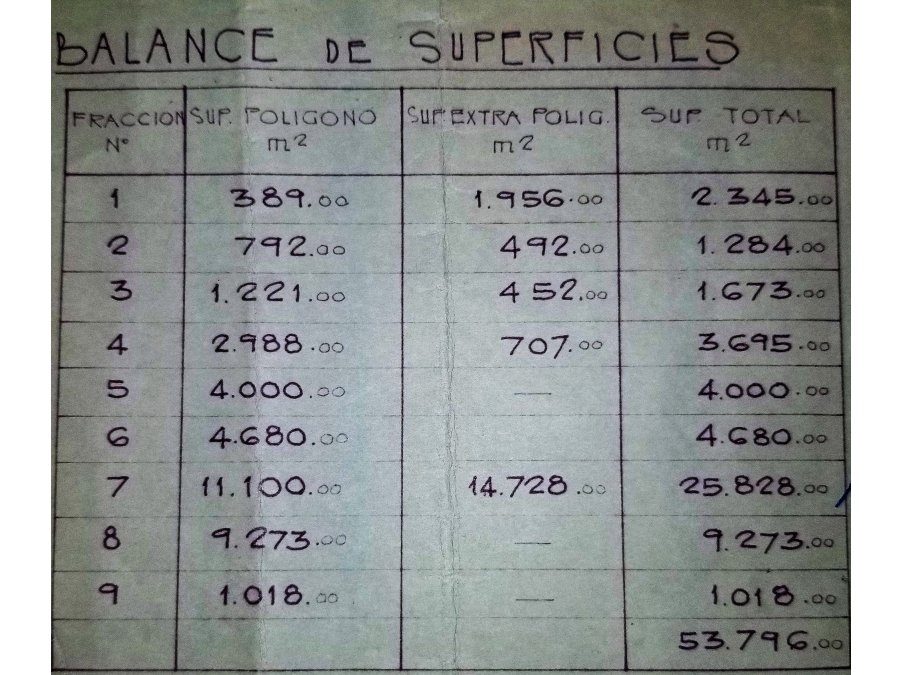 BALANCE DE SUPERFICIES
FRACCION Nº SUP. POLIGONO m2 SUP. EXTRA POLIG. m2 SUP TOTAL m2
1 389.00 1.956.00 2.345.00
2 792.00 492.00 1.284.00
3 1.221.00 452.00 1.673.00
4 2.988.00 707.00 3.695.00
5 4.000.00 — 4.000.00
6 4.680.00 4.680.00
7 11.100.00 14.728.00 25.828.00
8 9.273.00 — 9.273.00
9 1.018.00 — 1.018.00
53.796.00